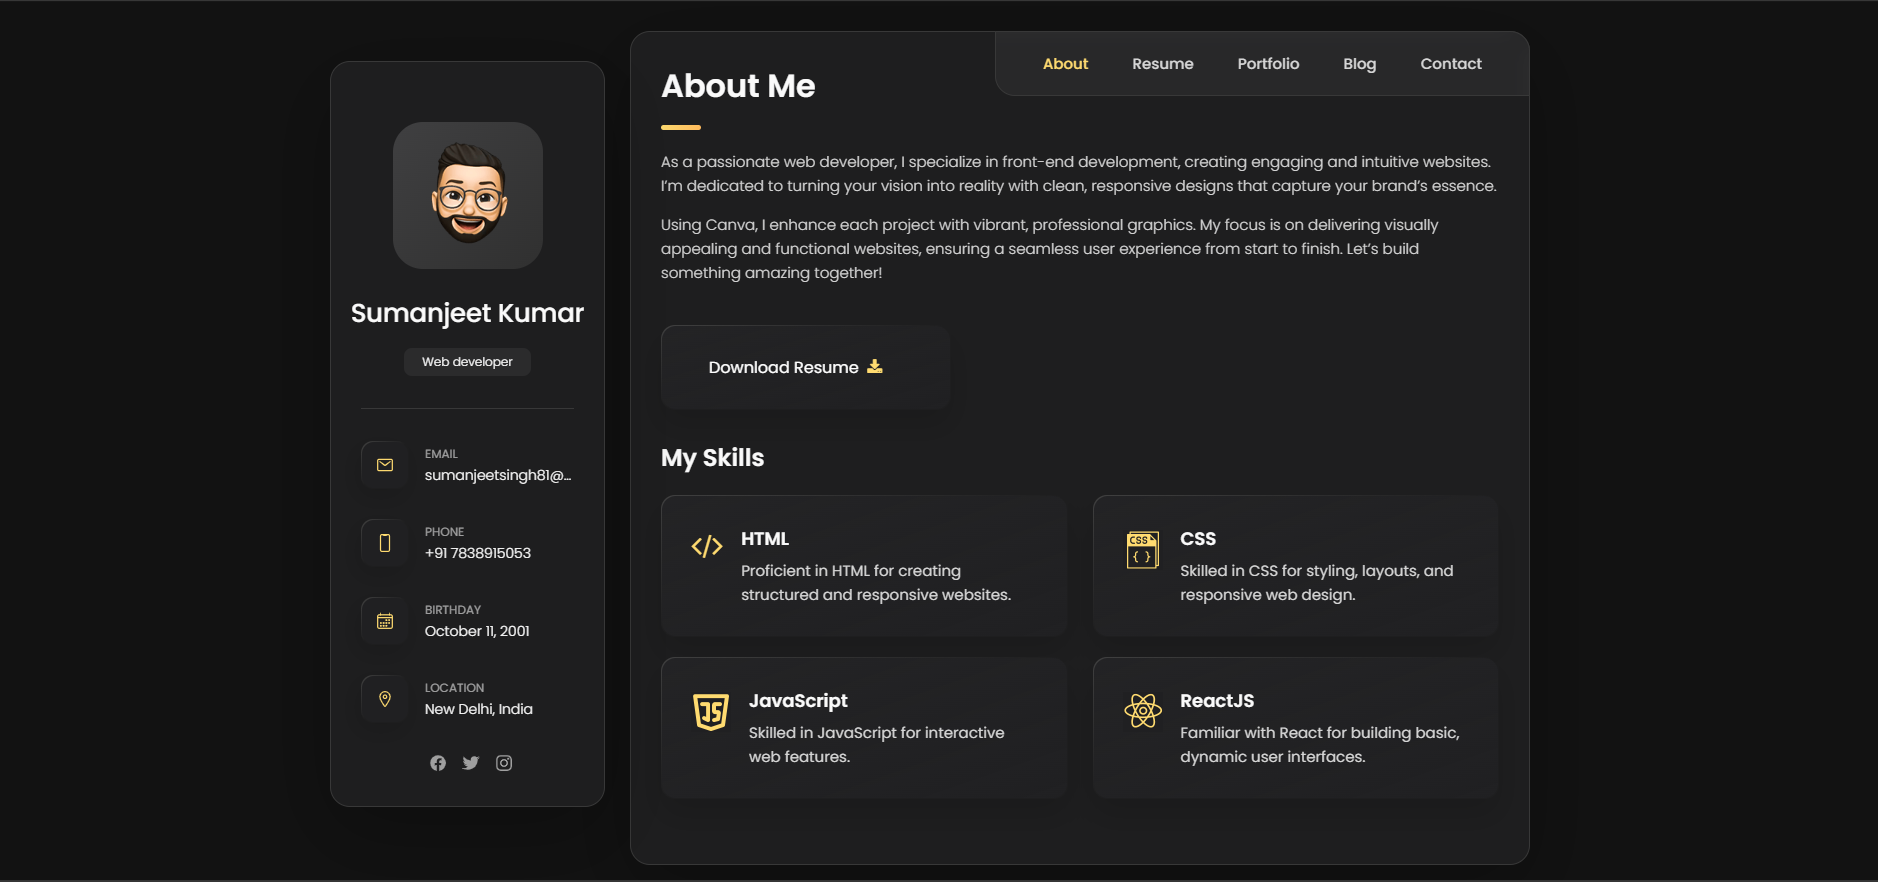 Sumanjeet Kumar
Web developer
EMAIL
sumanjeetsingh81@...
PHONE
+91 7838915053
BIRTHDAY
October 11, 2001
LOCATION
New Delhi, India
About
Resume
Portfolio
Blog
Contact
About Me
As a passionate web developer, I specialize in front-end development, creating engaging and intuitive websites.
I’m dedicated to turning your vision into reality with clean, responsive designs that capture your brand’s essence.
Using Canva, I enhance each project with vibrant, professional graphics. My focus is on delivering visually
appealing and functional websites, ensuring a seamless user experience from start to finish. Let’s build
something amazing together!
Download Resume
My Skills
</>
HTML
Proficient in HTML for creating
structured and responsive websites.
CSS
{ }
CSS
Skilled in CSS for styling, layouts, and
responsive web design.
JS
JavaScript
Skilled in JavaScript for interactive
web features.
ReactJS
Familiar with React for building basic,
dynamic user interfaces.